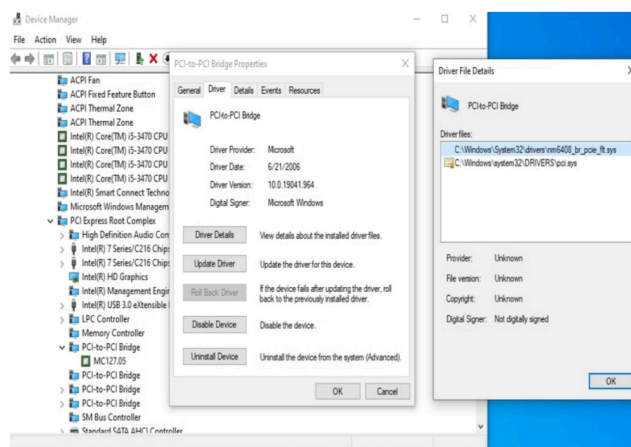 Device Manager
File Action View Help
ACPI Fan
ACPI Fixed Feature Button
ACPI Thermal Zone
ACPI Thermal Zone
Intel(R) Core(TM) i5-3470 CPU
Intel(R) Core(TM) i5-3470 CPU
Intel(R) Core(TM) i5-3470 CPU
Intel(R) Core(TM) i5-3470 CPU
Intel(R) Smart Connect Techno
Microsoft Windows Managem
PCI Express Root Complex
High Definition Audio Con
Intel(R) 7 Series/C216 Chips
Intel(R) 7 Series/C216 Chips
Intel(R) HD Graphics
Intel(R) Management Engir
Intel(R) USB 3.0 eXtensible
LPC Controller
Memory Controller
PCI-to-PCI Bridge
MC127.05
PCI-to-PCI Bridge
PCI-to-PCI Bridge
PCI-to-PCI Bridge
SM Bus Controller
Standard SATA AHCI Controller
PCI-to-PCI Bridge Properties
General Driver Details Events Resources
PCI-to-PCI Bridge
Driver Provider: Microsoft
Driver Date: 6/21/2006
Driver Version: 10.0.19041.964
Digital Signer: Microsoft Windows
Driver Details View details about the installed driver files.
Update Driver Update the driver for this device.
Roll Back Driver If the device fails after updating the driver, roll
back to the previously installed driver.
Disable Device Disable the device.
Uninstall Device Uninstall the device from the system (Advanced).
OK Cancel
Driver File Details
PCI-to-PCI Bridge
Driver files:
C:\Windows\System32\drivers\nm6408_br_pcie_flt.sys
C:\Windows\system32\DRIVERS\pci.sys
Provider: Unknown
File version: Unknown
Copyright: Unknown
Digital Signer: Not digitally signed
OK